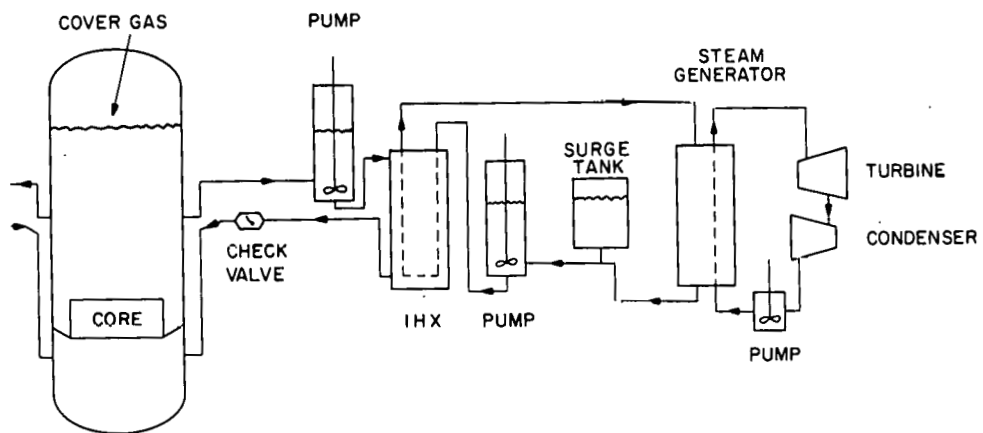 COVER GAS
PUMP
STEAM
GENERATOR
SURGE
TANK
TURBINE
CONDENSER
CHECK
VALVE
CORE
IHX
PUMP
PUMP